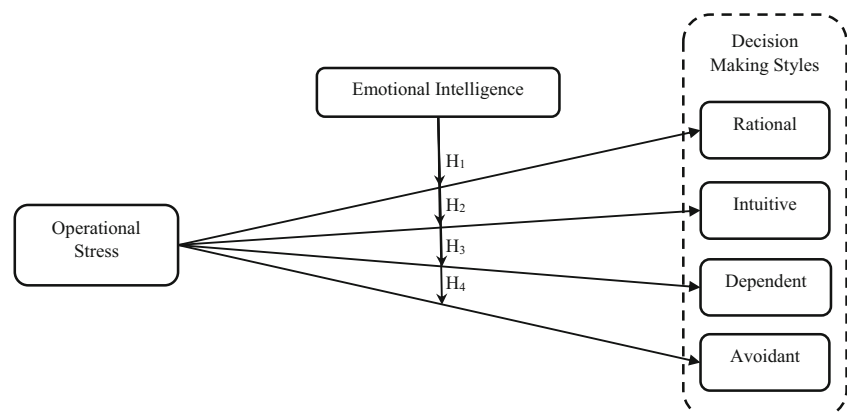 Decision
Making Styles
Emotional Intelligence
Rational
H₁
H₂
Intuitive
Operational
Stress
H₃
H₄
Dependent
Avoidant